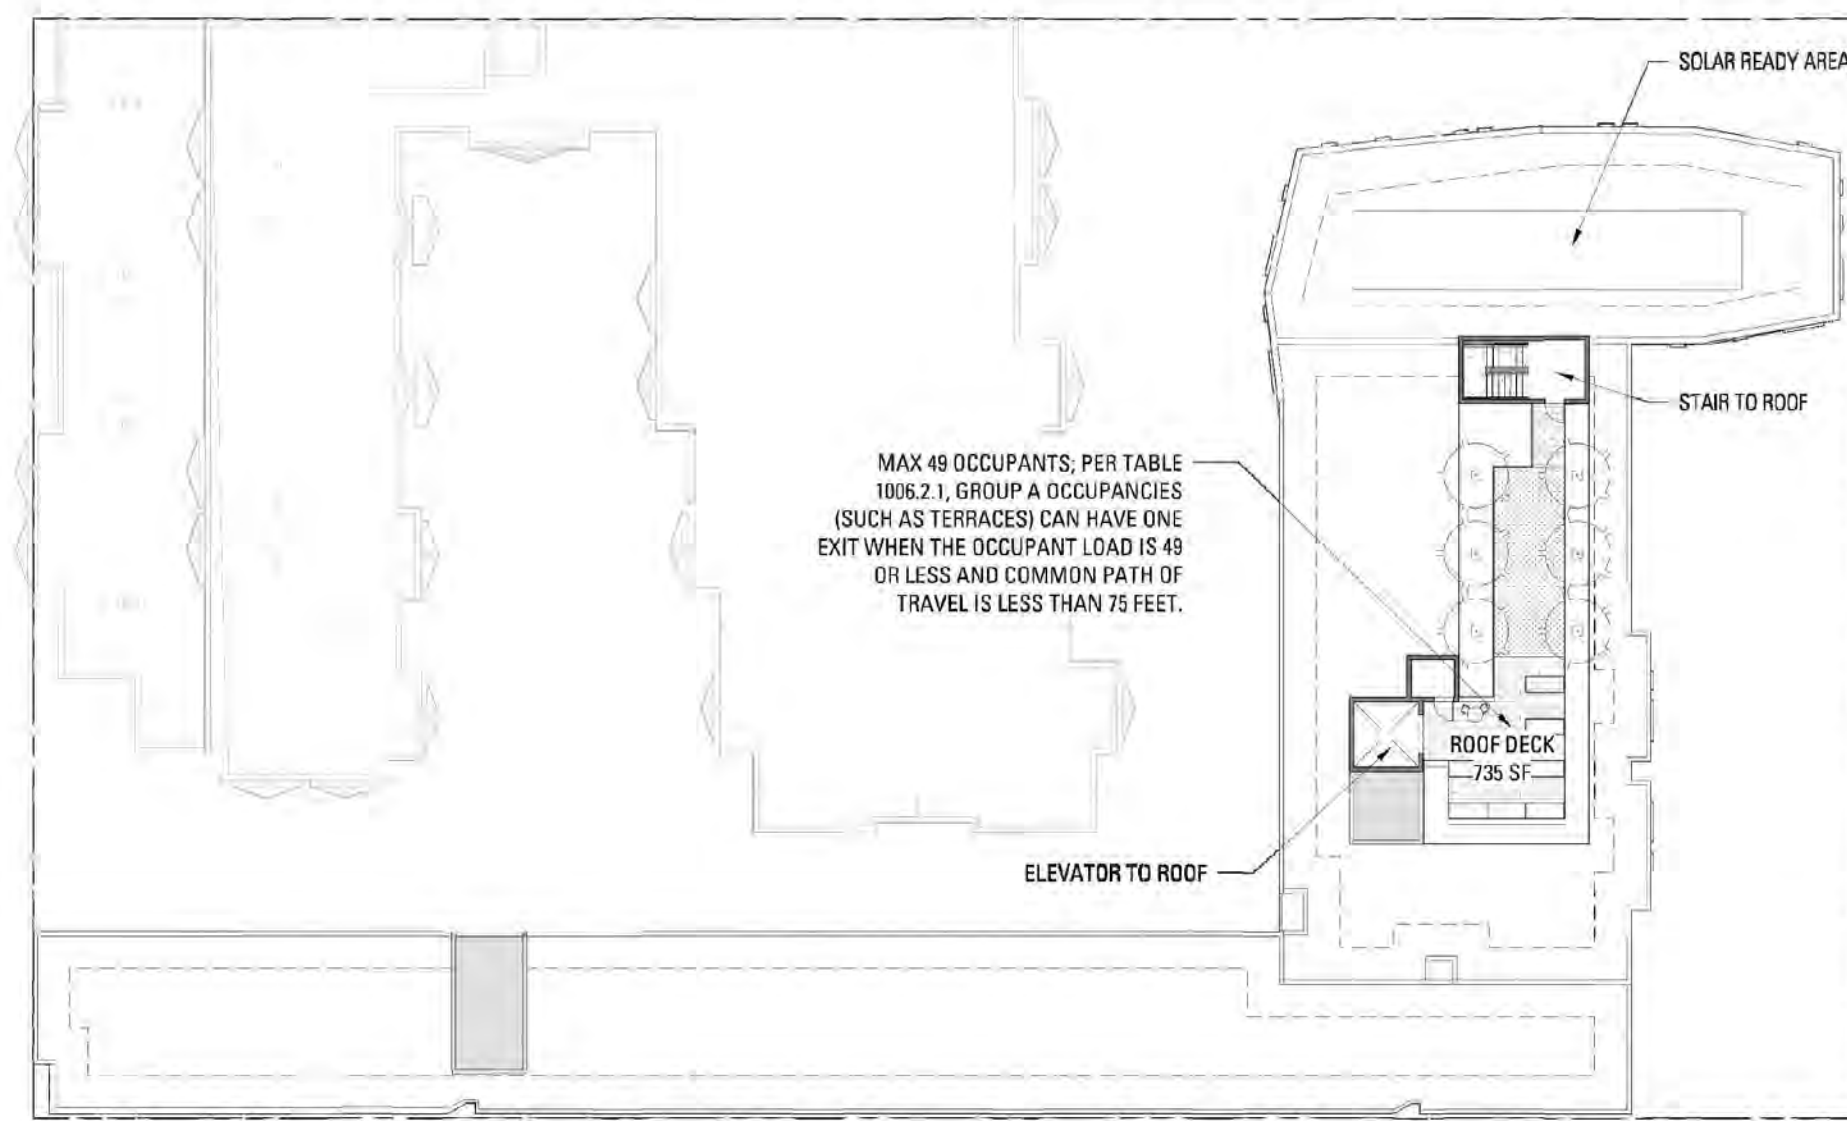 SOLAR READY AREA
STAIR TO ROOF
MAX 49 OCCUPANTS; PER TABLE
1006.2.1, GROUP A OCCUPANCIES
(SUCH AS TERRACES) CAN HAVE ONE
EXIT WHEN THE OCCUPANT LOAD IS 49
OR LESS AND COMMON PATH OF
TRAVEL IS LESS THAN 75 FEET.
ROOF DECK
735 SF
ELEVATOR TO ROOF